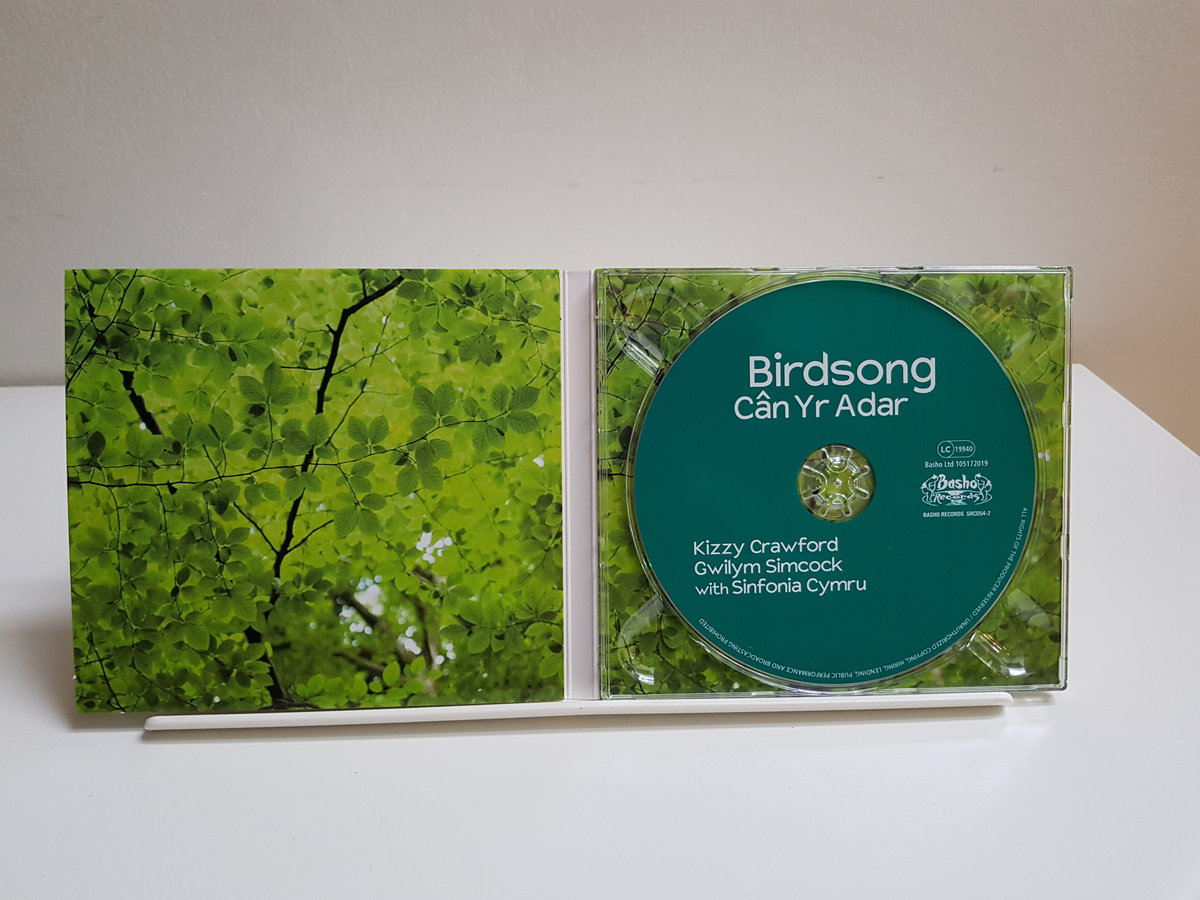 Birdsong
Cân Yr Adar
LC 19940
Basho Ltd 105172019
Basho
Records
BASHO RECORDS SRCD54-2
Kizzy Crawford
Gwilym Simcock
with Sinfonia Cymru
ALL RIGHTS OF THE PRODUCER RESERVED / UNAUTHORIZED COPYING, HIRING, LENDING, PUBLIC PERFORMANCE AND BROADCASTING PROHIBITED